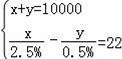 x+y=10000
x/2.5% - y/0.5% =22